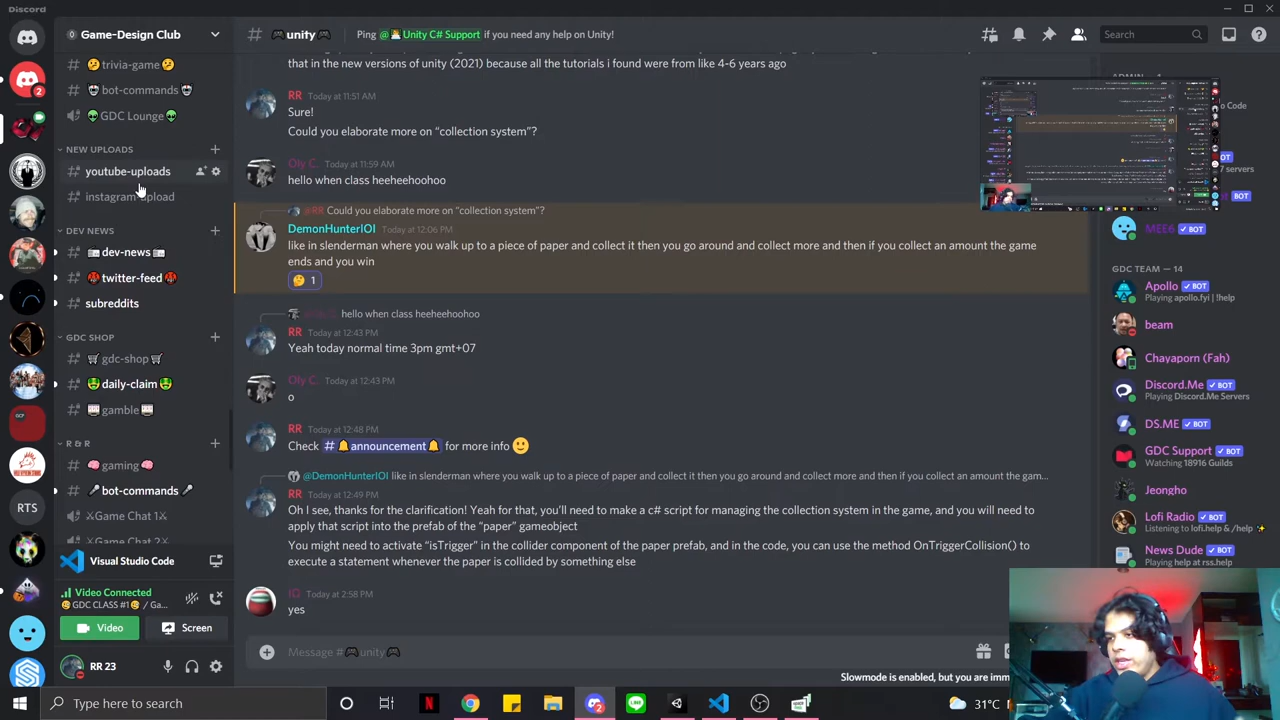 Discord
Game-Design Club
unity
Ping @ Unity C# Support if you need any help on Unity!
Search
trivia-game
bot-commands
GDC Lounge
NEW UPLOADS
youtube-uploads
instagram-upload
DEV NEWS
dev-news
twitter-feed
subreddits
GDC SHOP
gdc-shop
daily-claim
gamble
R & R
gaming
bot-commands
Game Chat 1
Game Chat 2
Visual Studio Code
Video Connected
GDC CLASS #1 / Ga...
Video
Screen
RR 23
RTS
2
that in the new versions of unity (2021) because all the tutorials i found were from like 4-6 years ago
RR Today at 11:51 AM
Sure!
Could you elaborate more on “collection system”?
Oly C. Today at 11:59 AM
hello when class heeheehoohoo
@RR Could you elaborate more on “collection system”?
DemonHunterIOI Today at 12:06 PM
like in slenderman where you walk up to a piece of paper and collect it then you go around and collect more and then if you collect an amount the game
ends and you win
1
hello when class heeheehoohoo
RR Today at 12:43 PM
Yeah today normal time 3pm gmt+07
Oly C. Today at 12:43 PM
o
RR Today at 12:48 PM
Check # announcement for more info
@DemonHunterIOI like in slenderman where you walk up to a piece of paper and collect it then you go around and collect more and then if you collect an amount the gam...
RR Today at 12:49 PM
Oh I see, thanks for the clarification! Yeah for that, you'll need to make a c# script for managing the collection system in the game, and you will need to
apply that script into the prefab of the “paper” gameobject
You might need to activate “isTrigger” in the collider component of the paper prefab, and in the code, you can use the method OnTriggerCollision() to
execute a statement whenever the paper is collided by something else
Today at 2:58 PM
yes
Message # unity
Slowmode is enabled, but you are imm
o Code
BOT
7 servers
BOT
MEE6 BOT
GDC TEAM — 14
Apollo BOT
Playing apollo.fyi | !help
beam
Chayaporn (Fah)
Discord.Me BOT
Playing Discord.Me Servers
DS.ME BOT
GDC Support BOT
Watching 18916 Guilds
Jeongho
Lofi Radio BOT
Listening to lofi.help & /help
News Dude BOT
Playing help at rss.help
Type here to search
31°C